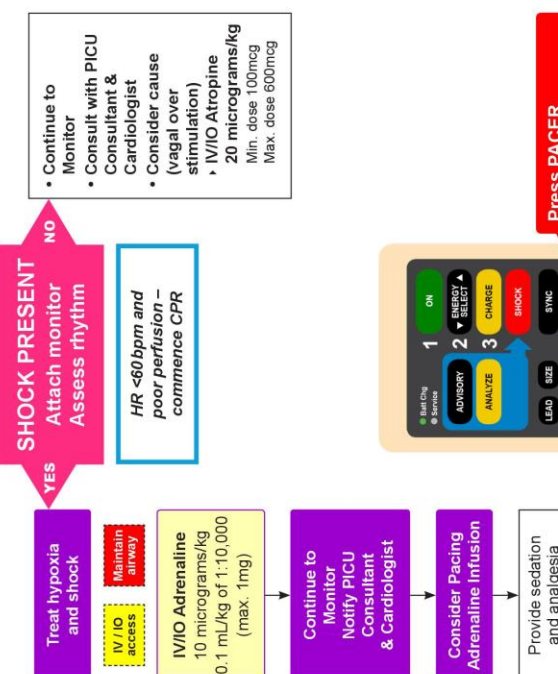 SHOCK PRESENT
Attach monitor
Assess rhythm
YES
NO
Treat hypoxia
and shock
IV / IO
access
Maintain
airway
IV/IO Adrenaline
10 micrograms/kg
0.1 mL/kg of 1:10,000
(max. 1mg)
Continue to
Monitor
Notify PICU
Consultant
& Cardiologist
Consider Pacing
Adrenaline Infusion
Provide sedation
and analgesia
HR <60bpm and
poor perfusion –
commence CPR
• Continue to
Monitor
• Consult with PICU
Consultant &
Cardiologist
• Consider cause
(vagal over
stimulation)
‣ IV/IO Atropine
20 micrograms/kg
Min. dose 100mcg
Max. dose 600mcg
Batt Chg
Service
1
ON
ADVISORY
2
▼ ENERGY ▲
SELECT
ANALYZE
3
CHARGE
SHOCK
LEAD
SIZE
SYNC
Press PACER